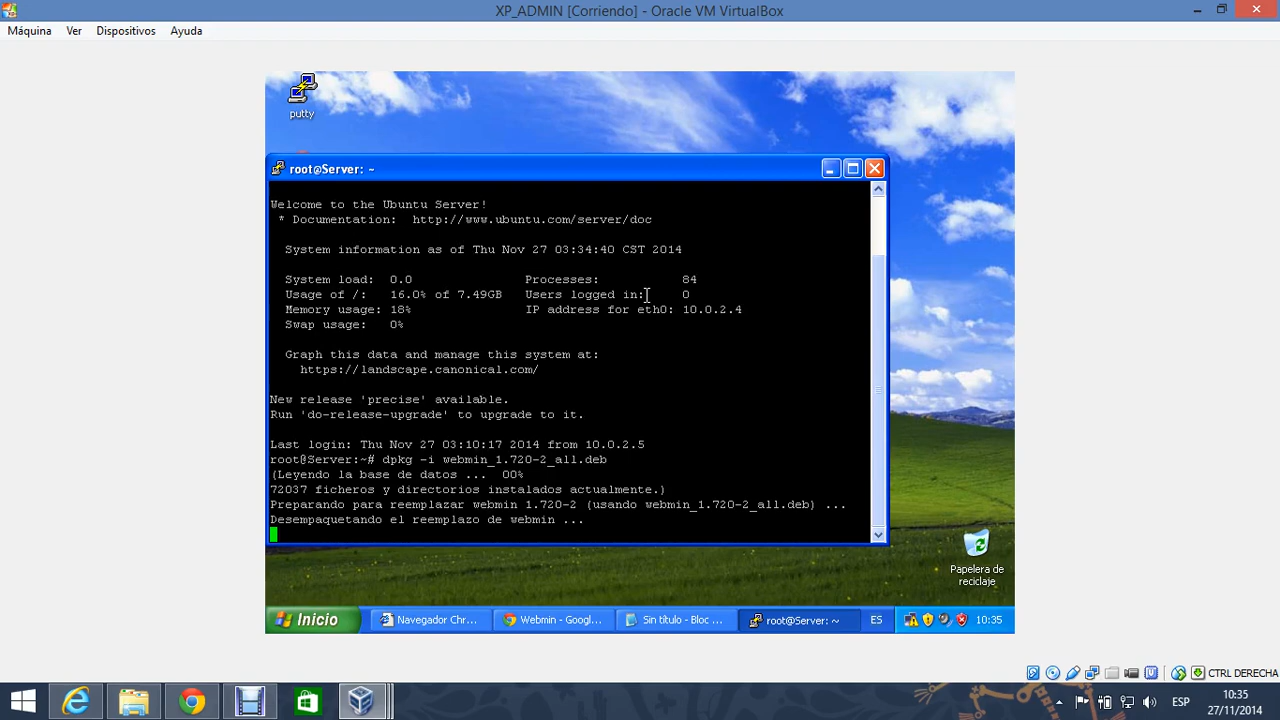 XP_ADMIN [Corriendo] - Oracle VM VirtualBox
Máquina Ver Dispositivos Ayuda
putty
root@Server: ~
Welcome to the Ubuntu Server!
* Documentation: http://www.ubuntu.com/server/doc
System information as of Thu Nov 27 03:34:40 CST 2014
System load: 0.0 Processes: 84
Usage of /: 16.0% of 7.49GB Users logged in: 0
Memory usage: 18% IP address for eth0: 10.0.2.4
Swap usage: 0%
Graph this data and manage this system at:
https://landscape.canonical.com/
New release 'precise' available.
Run 'do-release-upgrade' to upgrade to it.
Last login: Thu Nov 27 03:10:17 2014 from 10.0.2.5
root@Server:~# dpkg -i webmin_1.720-2_all.deb
(Leyendo la base de datos ... 00%
72037 ficheros y directorios instalados actualmente.)
Preparando para reemplazar webmin 1.720-2 (usando webmin_1.720-2_all.deb) ...
Desempaquetando el reemplazo de webmin ...
Papelera de
reciclaje
Inicio Navegador Chr... Webmin - Googl... Sin título - Bloc ... root@Server: ~ ES 10:35
CTRL DERECHA
ESP 10:35
27/11/2014